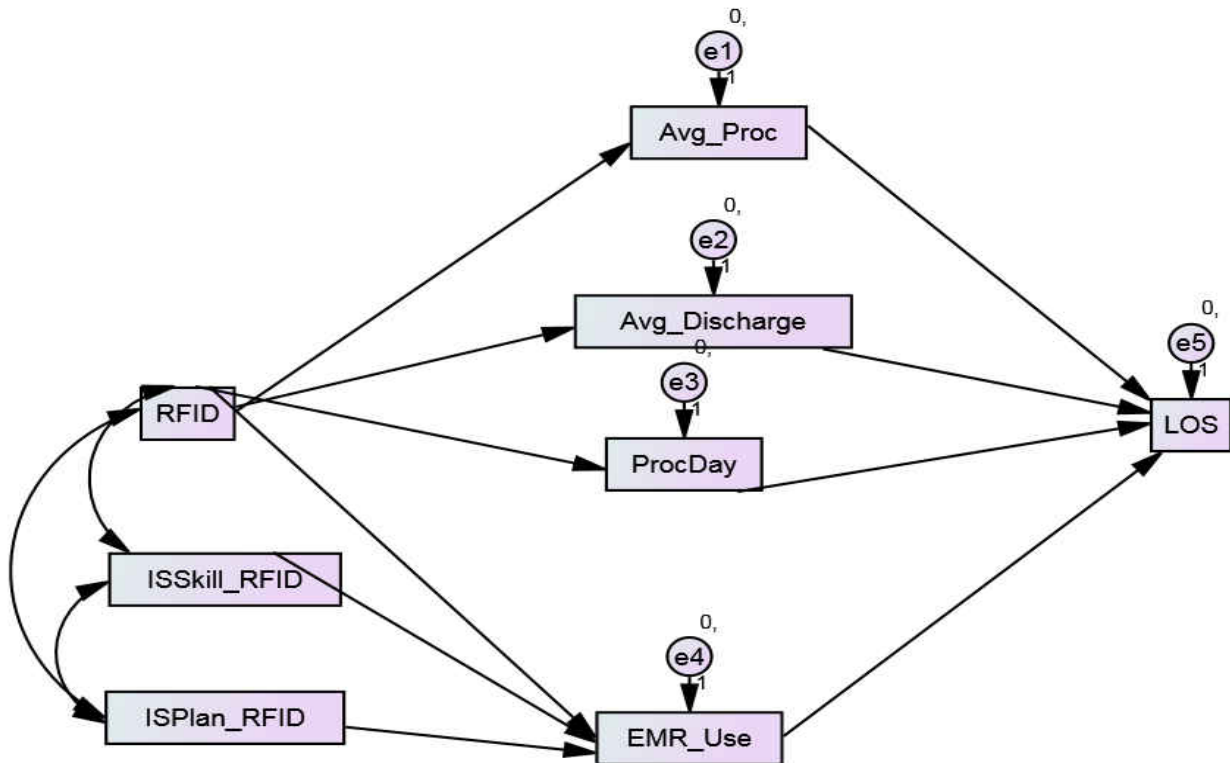 0,
e1
1
Avg_Proc
0,
e2
1
Avg_Discharge
0,
e3
1
ProcDay
0,
e5
1
LOS
RFID
ISSkill_RFID
ISPlan_RFID
0,
e4
1
EMR_Use